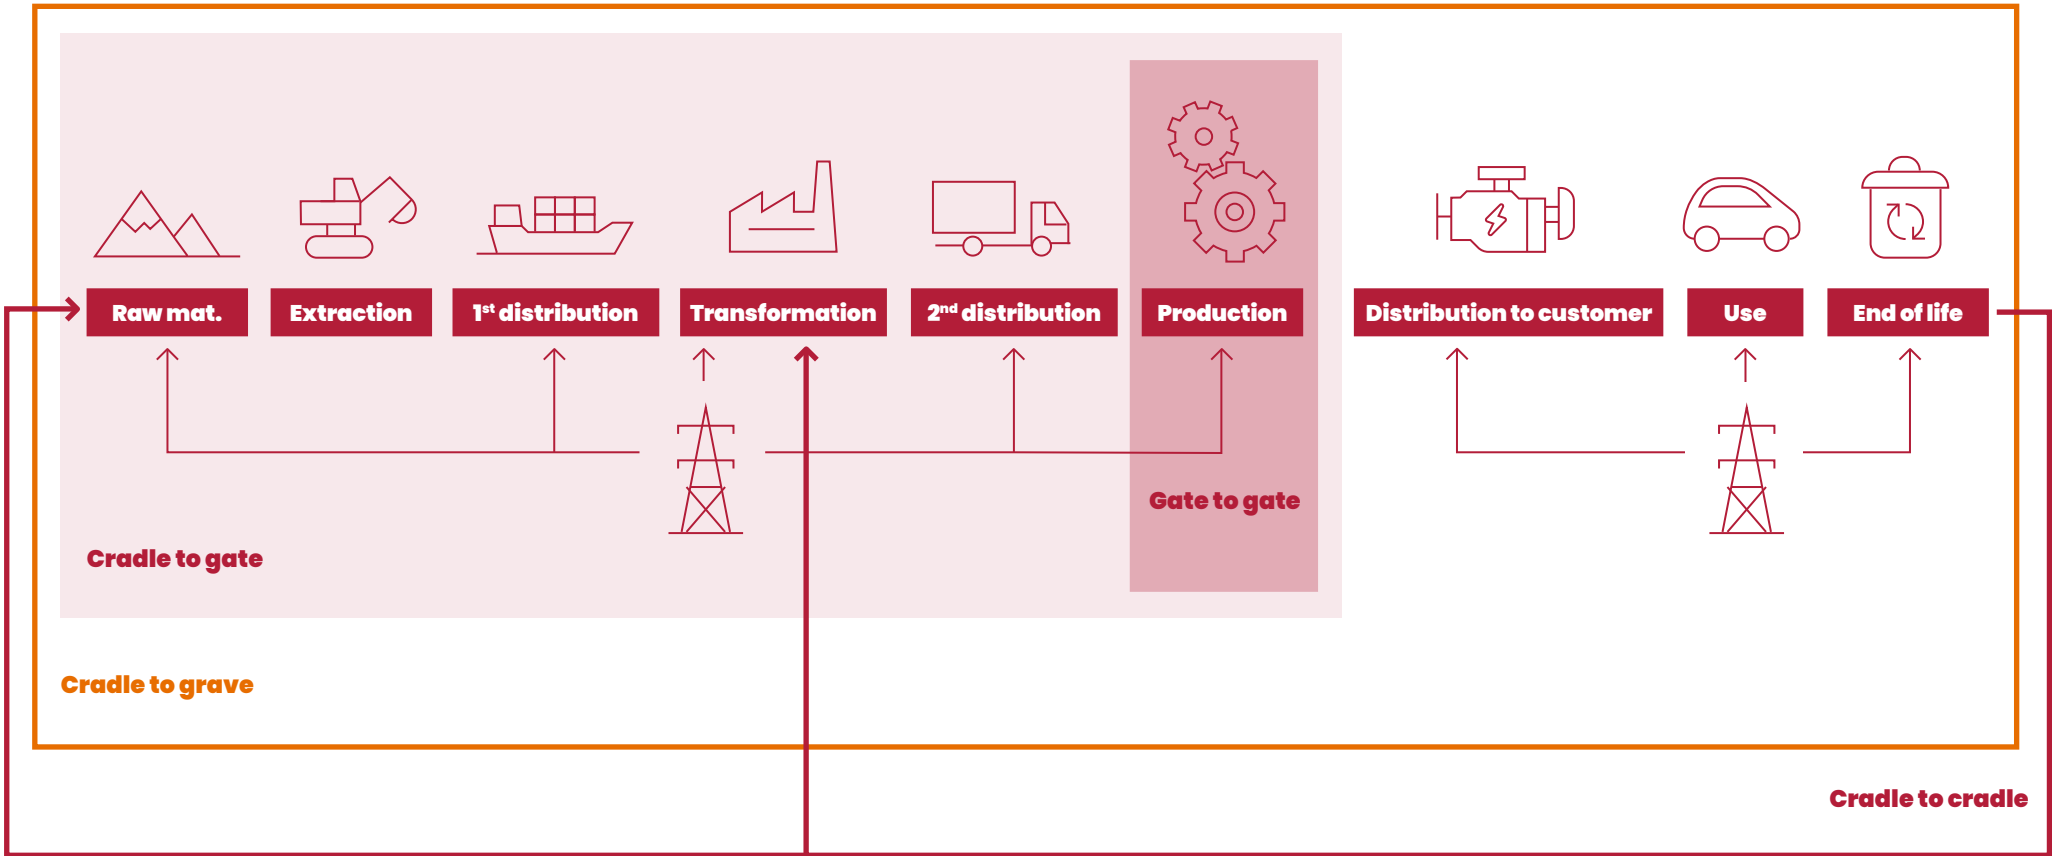 Raw mat.
Extraction
1st distribution
Transformation
2nd distribution
Production
Distribution to customer
Use
End of life
Gate to gate
Cradle to gate
Cradle to grave
Cradle to cradle